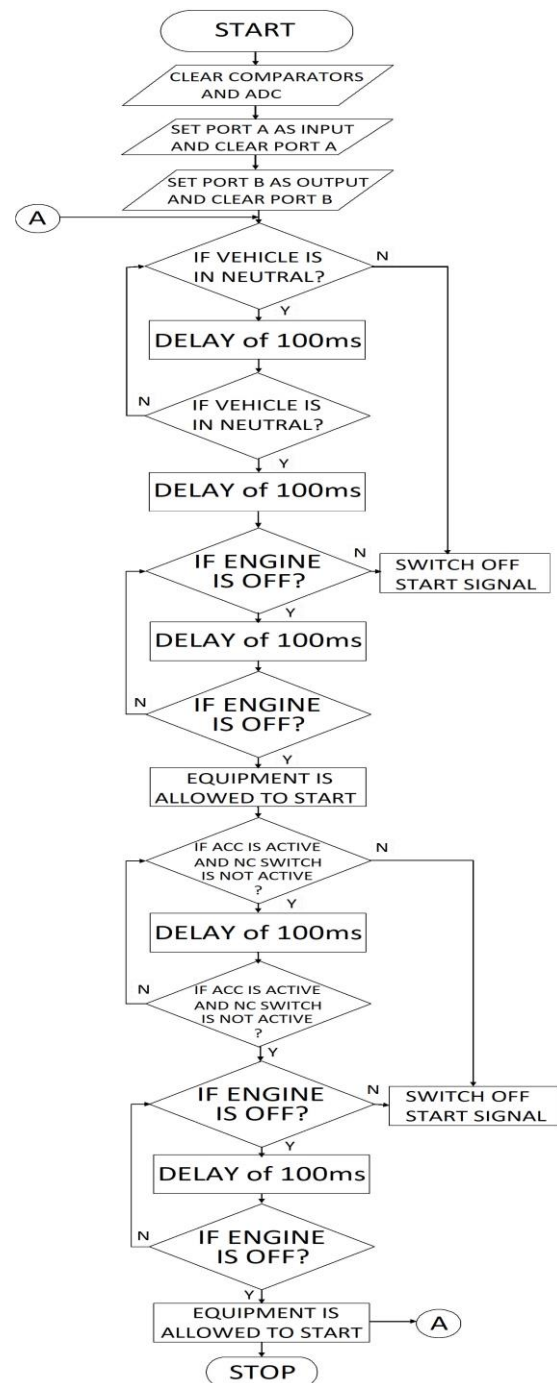 START
CLEAR COMPARATORS
AND ADC
SET PORT A AS INPUT
AND CLEAR PORT A
SET PORT B AS OUTPUT
AND CLEAR PORT B
A
IF VEHICLE IS
IN NEUTRAL?
N
Y
DELAY of 100ms
IF VEHICLE IS
IN NEUTRAL?
N
Y
DELAY of 100ms
IF ENGINE
IS OFF?
N
SWITCH OFF
START SIGNAL
Y
DELAY of 100ms
IF ENGINE
IS OFF?
N
Y
EQUIPMENT IS
ALLOWED TO START
IF ACC IS ACTIVE
AND NC SWITCH
IS NOT ACTIVE
?
N
Y
DELAY of 100ms
IF ACC IS ACTIVE
AND NC SWITCH
IS NOT ACTIVE
?
N
Y
IF ENGINE
IS OFF?
N
SWITCH OFF
START SIGNAL
Y
DELAY of 100ms
IF ENGINE
IS OFF?
N
Y
EQUIPMENT IS
ALLOWED TO START
A
STOP